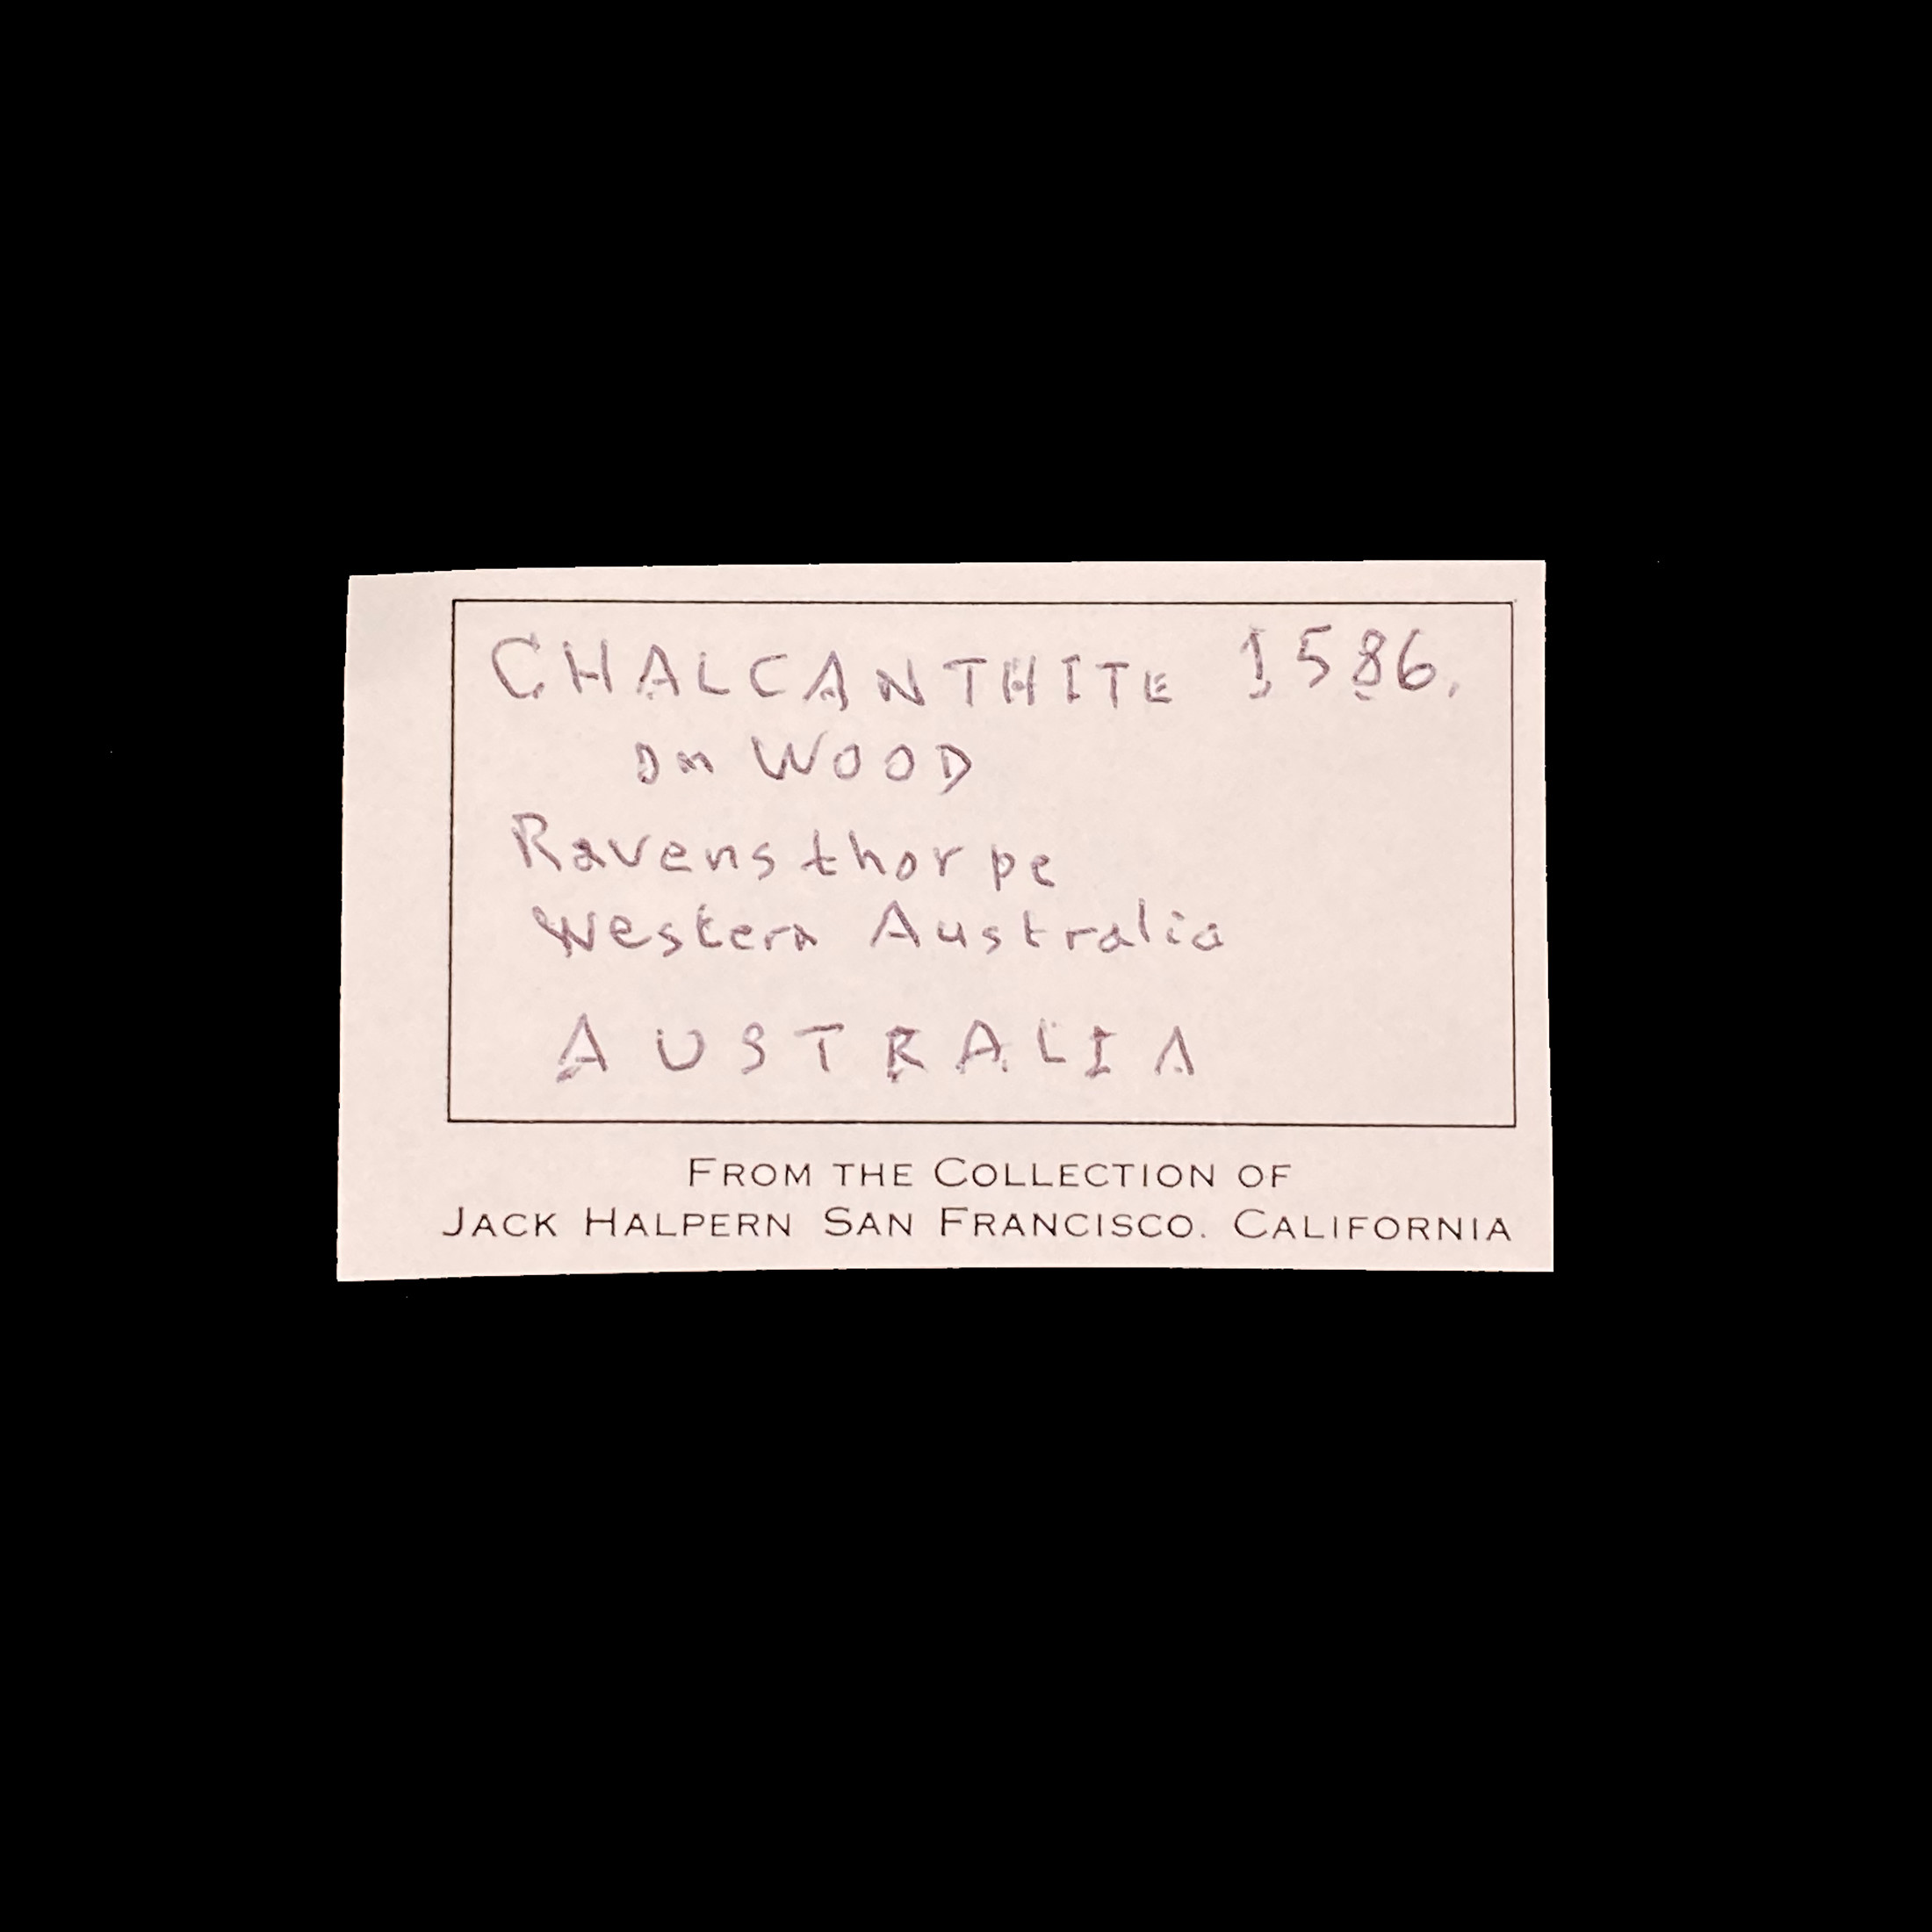 CHALCANTHITE 1586.
on WOOD
Ravensthorpe
Western Australia
AUSTRALIA
FROM THE COLLECTION OF
JACK HALPERN SAN FRANCISCO. CALIFORNIA